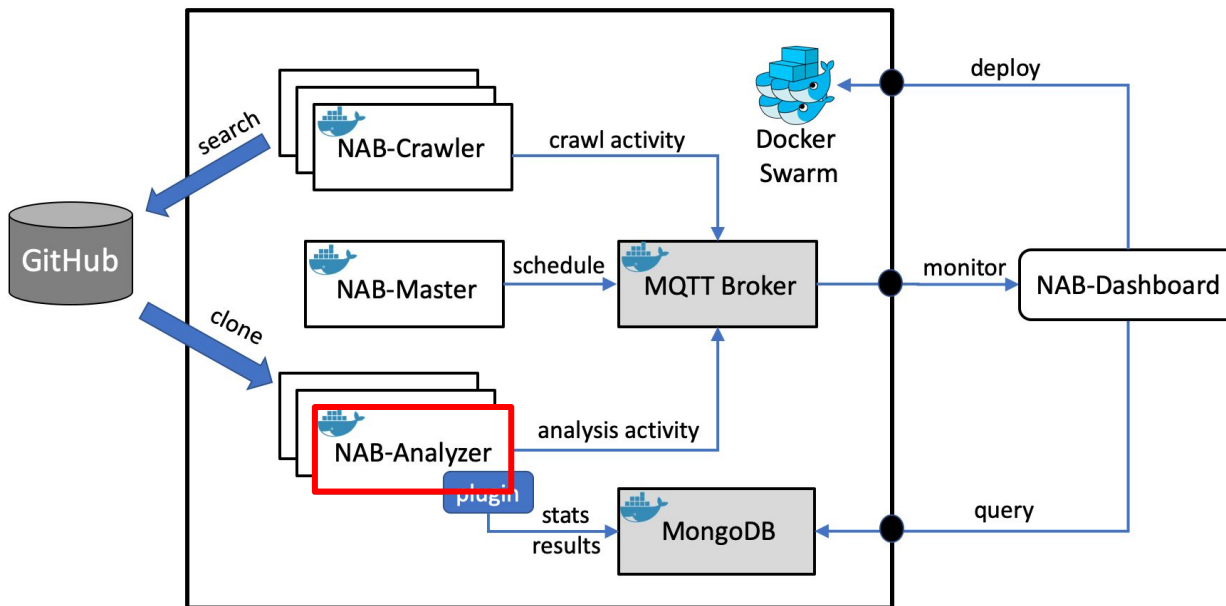 deploy
search
NAB-Crawler
crawl activity
Docker
Swarm
GitHub
NAB-Master
schedule
MQTT Broker
monitor
NAB-Dashboard
clone
NAB-Analyzer
analysis activity
plugin
stats
results
MongoDB
query